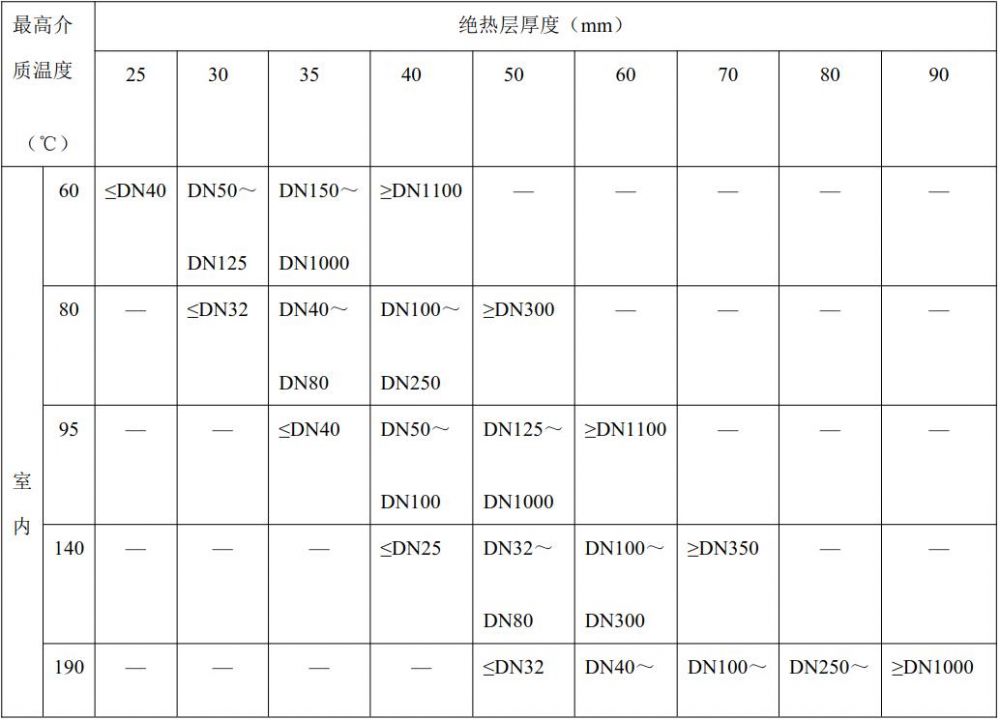 最高介 绝热层厚度（mm）
质温度 25 30 35 40 50 60 70 80 90
（℃）
60 ≤DN40 DN50～ DN150～ ≥DN1100 — — — — —
DN125 DN1000
80 — ≤DN32 DN40～ DN100～ ≥DN300 — — — —
DN80 DN250
95 — — ≤DN40 DN50～ DN125～ ≥DN1100 — — —
室
DN100 DN1000
内
140 — — — ≤DN25 DN32～ DN100～ ≥DN350 — —
DN80 DN300
190 — — — — ≤DN32 DN40～ DN100～ DN250～ ≥DN1000